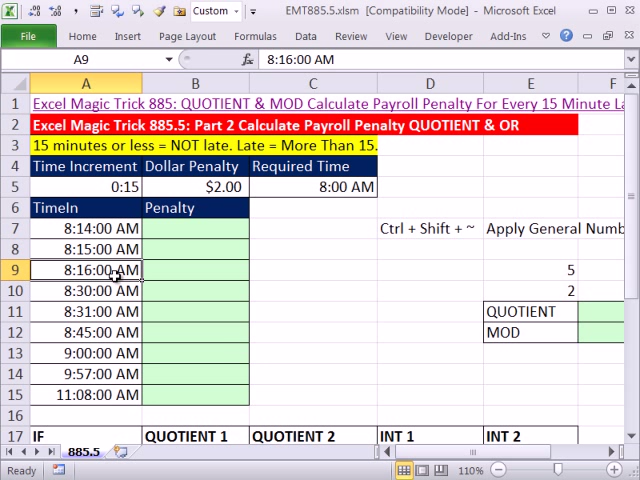 Custom
EMT885.5.xlsm [Compatibility Mode] - Microsoft Excel
File Home Insert Page Layout Formulas Data Review View Developer Add-Ins
A9 fx 8:16:00 AM
A B C D E F
1 Excel Magic Trick 885: QUOTIENT & MOD Calculate Payroll Penalty For Every 15 Minute La
2 Excel Magic Trick 885.5: Part 2 Calculate Payroll Penalty QUOTIENT & OR
3 15 minutes or less = NOT late. Late = More Than 15.
4 Time Increment Dollar Penalty Required Time
5 0:15 $2.00 8:00 AM
6 TimeIn Penalty
7 8:14:00 AM Ctrl + Shift + ~ Apply General Numb
8 8:15:00 AM
9 8:16:00 AM 5
10 8:30:00 AM 2
11 8:31:00 AM QUOTIENT
12 8:45:00 AM MOD
13 9:00:00 AM
14 9:57:00 AM
15 11:08:00 AM
16
17 IF QUOTIENT 1 QUOTIENT 2 INT 1 INT 2
885.5
Ready 110%